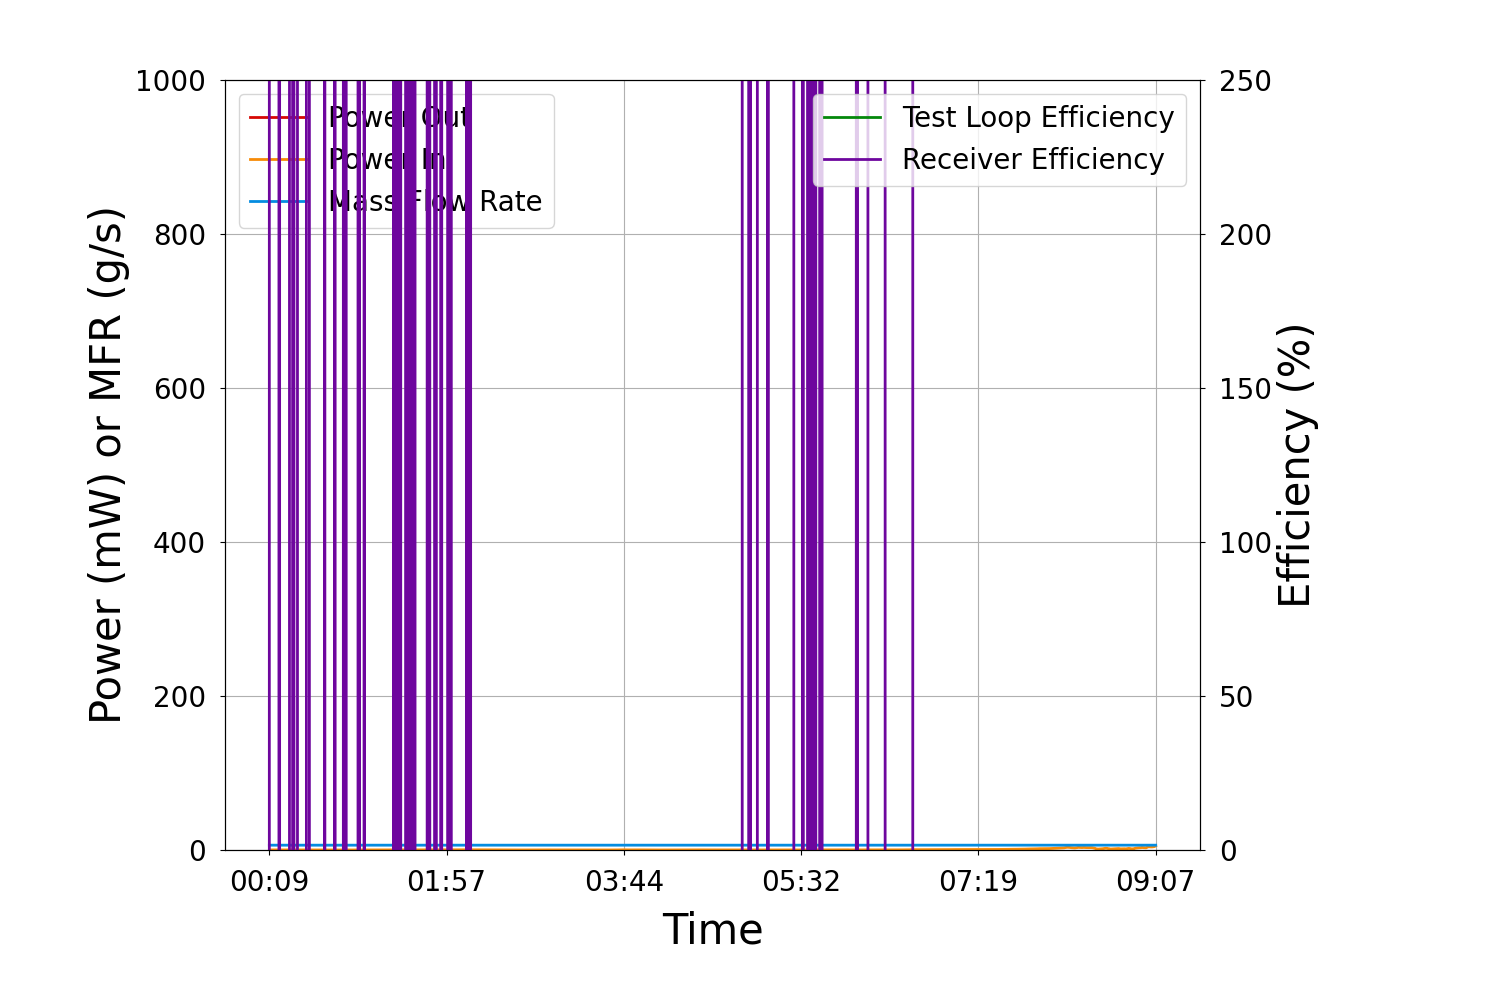 Power Out
Power In
Mass Flow Rate
Test Loop Efficiency
Receiver Efficiency
1000
800
600
400
200
0
250
200
150
100
50
0
Power (mW) or MFR (g/s)
Efficiency (%)
00:09 01:57 03:44 05:32 07:19 09:07
Time